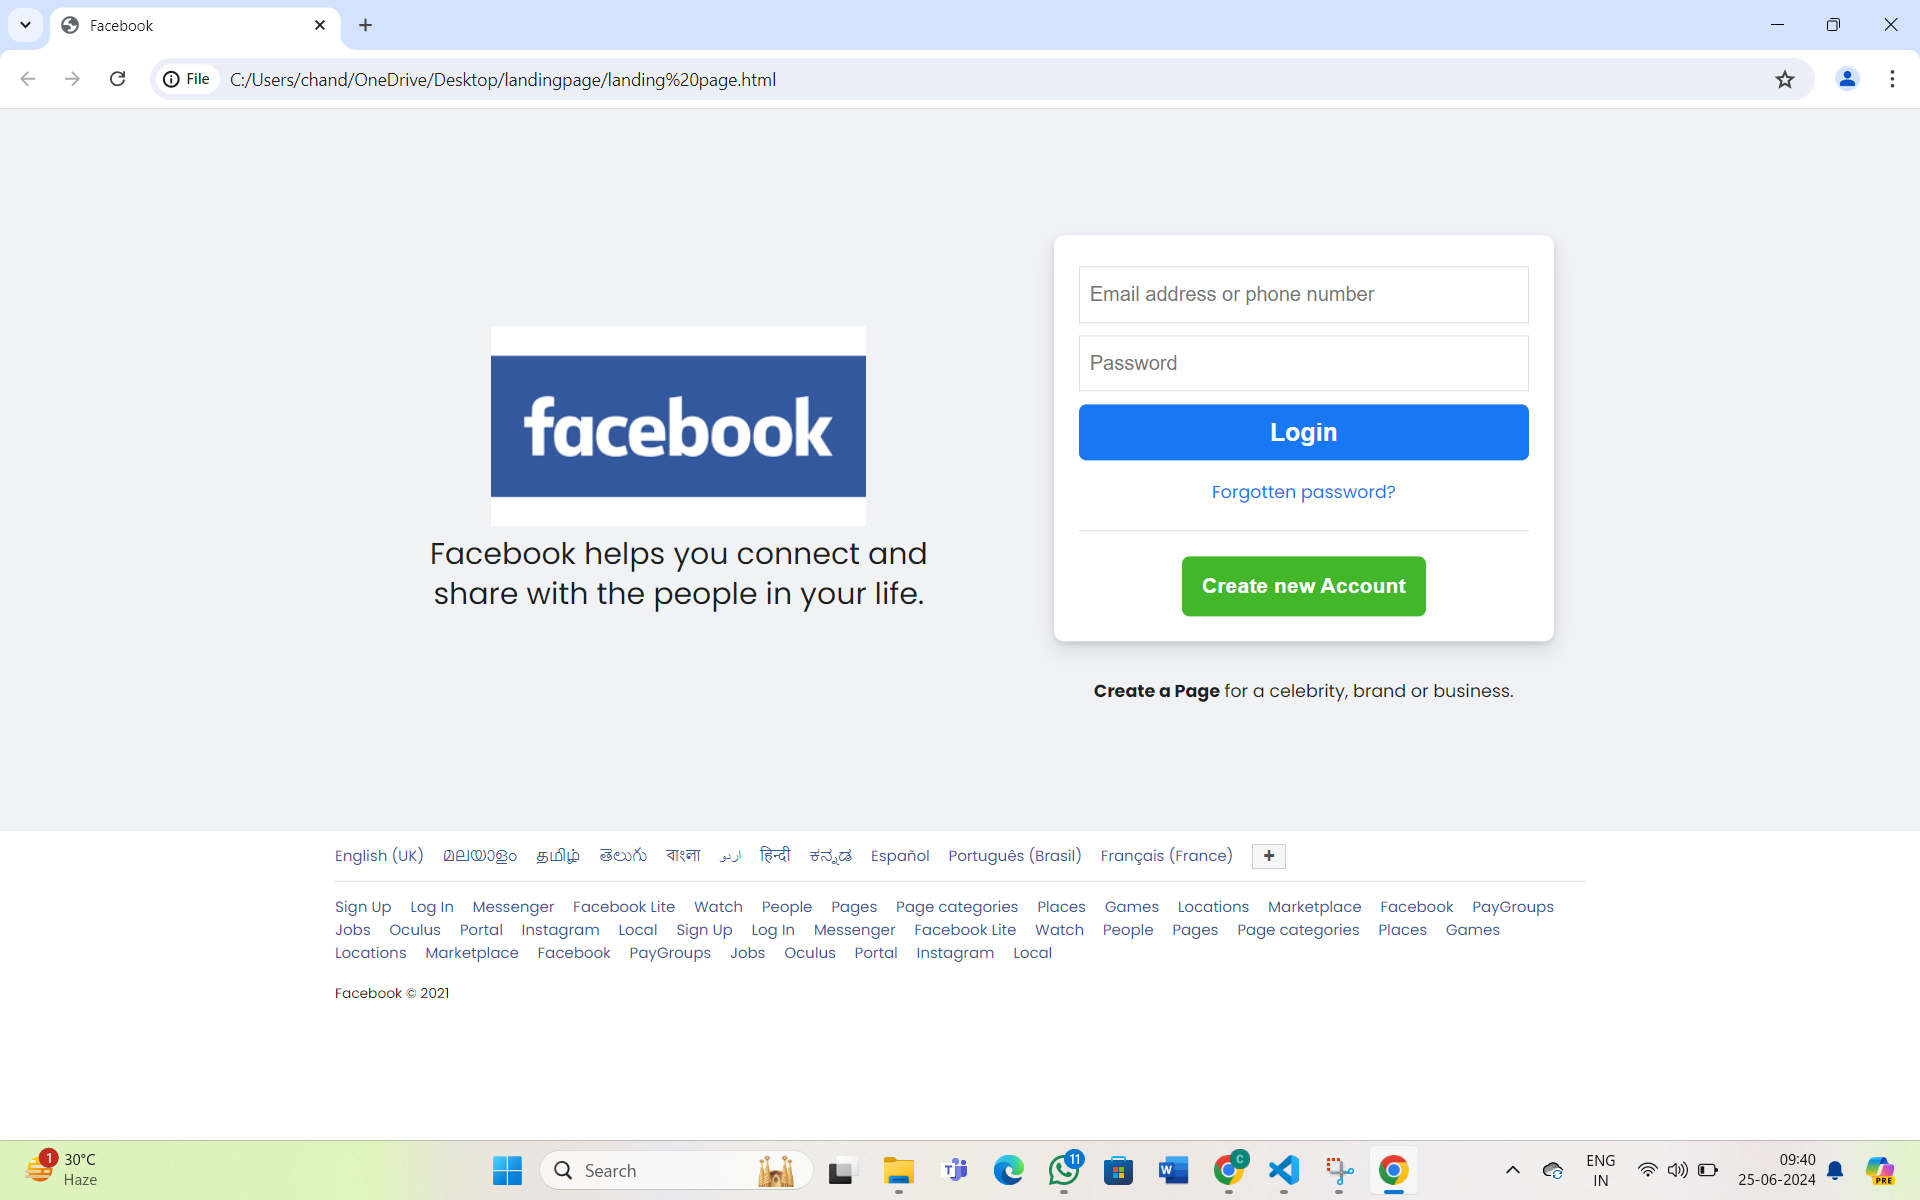 Facebook
File C:/Users/chand/OneDrive/Desktop/landingpage/landing%20page.html
facebook
Facebook helps you connect and
share with the people in your life.
Email address or phone number
Password
Login
Forgotten password?
Create new Account
Create a Page for a celebrity, brand or business.
English (UK) മലയാളം தமிழ் తెలుగు বাংলা اردو हिन्दी ಕನ್ನಡ Español Português (Brasil) Français (France) +
Sign Up Log In Messenger Facebook Lite Watch People Pages Page categories Places Games Locations Marketplace Facebook PayGroups
Jobs Oculus Portal Instagram Local Sign Up Log In Messenger Facebook Lite Watch People Pages Page categories Places Games
Locations Marketplace Facebook PayGroups Jobs Oculus Portal Instagram Local
Facebook © 2021
1
30°C
Haze
Search
11
C
ENG
IN
09:40
25-06-2024
PRE